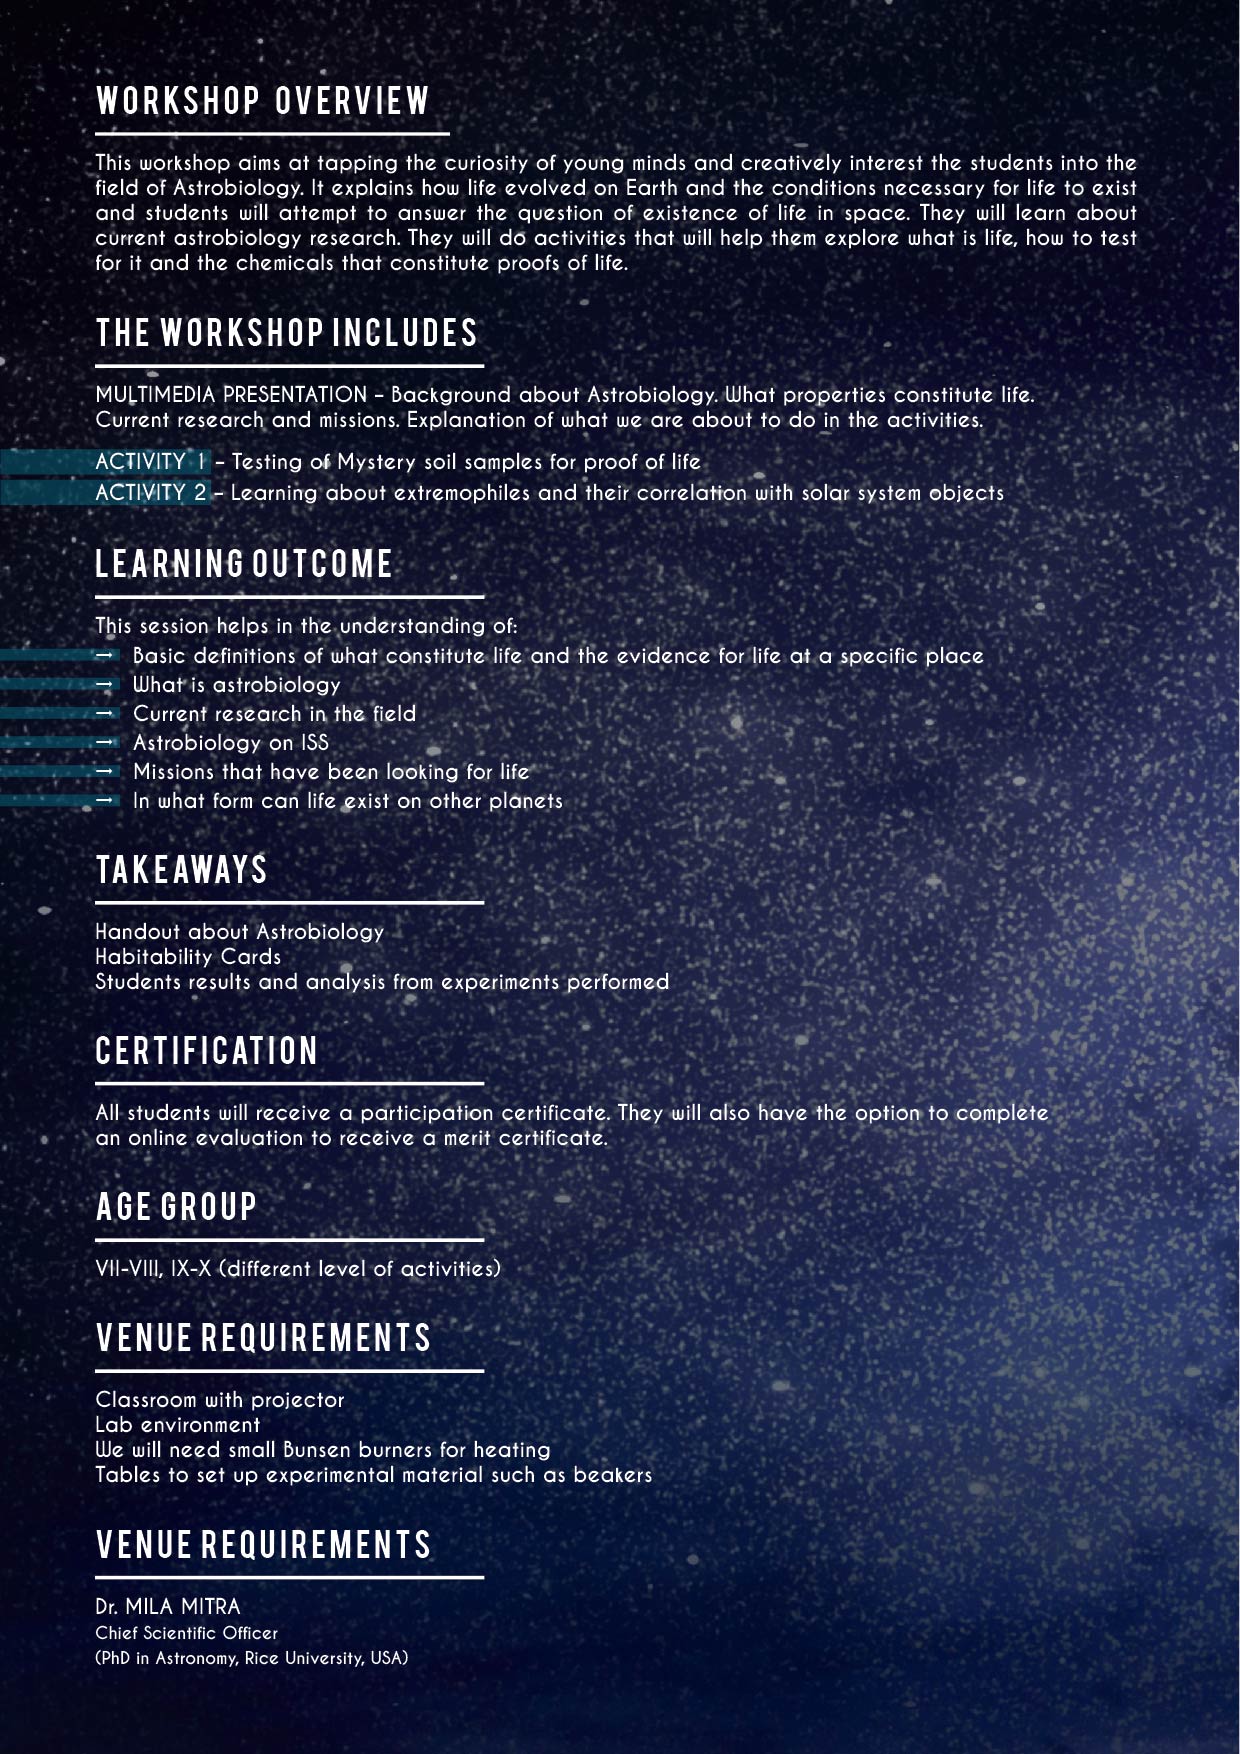 WORKSHOP OVERVIEW
This workshop aims at tapping the curiosity of young minds and creatively interest the students into the
field of Astrobiology. It explains how life evolved on Earth and the conditions necessary for life to exist
and students will attempt to answer the question of existence of life in space. They will learn about
current astrobiology research. They will do activities that will help them explore what is life, how to test
for it and the chemicals that constitute proofs of life.
THE WORKSHOP INCLUDES
MULTIMEDIA PRESENTATION – Background about Astrobiology. What properties constitute life.
Current research and missions. Explanation of what we are about to do in the activities.
ACTIVITY 1 – Testing of Mystery soil samples for proof of life
ACTIVITY 2 – Learning about extremophiles and their correlation with solar system objects
LEARNING OUTCOME
This session helps in the understanding of:
→ Basic definitions of what constitute life and the evidence for life at a specific place
→ What is astrobiology
→ Current research in the field
→ Astrobiology on ISS
→ Missions that have been looking for life
→ In what form can life exist on other planets
TAKEAWAYS
Handout about Astrobiology
Habitability Cards
Students results and analysis from experiments performed
CERTIFICATION
All students will receive a participation certificate. They will also have the option to complete
an online evaluation to receive a merit certificate.
AGE GROUP
VII-VIII, IX-X (different level of activities)
VENUE REQUIREMENTS
Classroom with projector
Lab environment
We will need small Bunsen burners for heating
Tables to set up experimental material such as beakers
VENUE REQUIREMENTS
Dr. MILA MITRA
Chief Scientific Officer
(PhD in Astronomy, Rice University, USA)